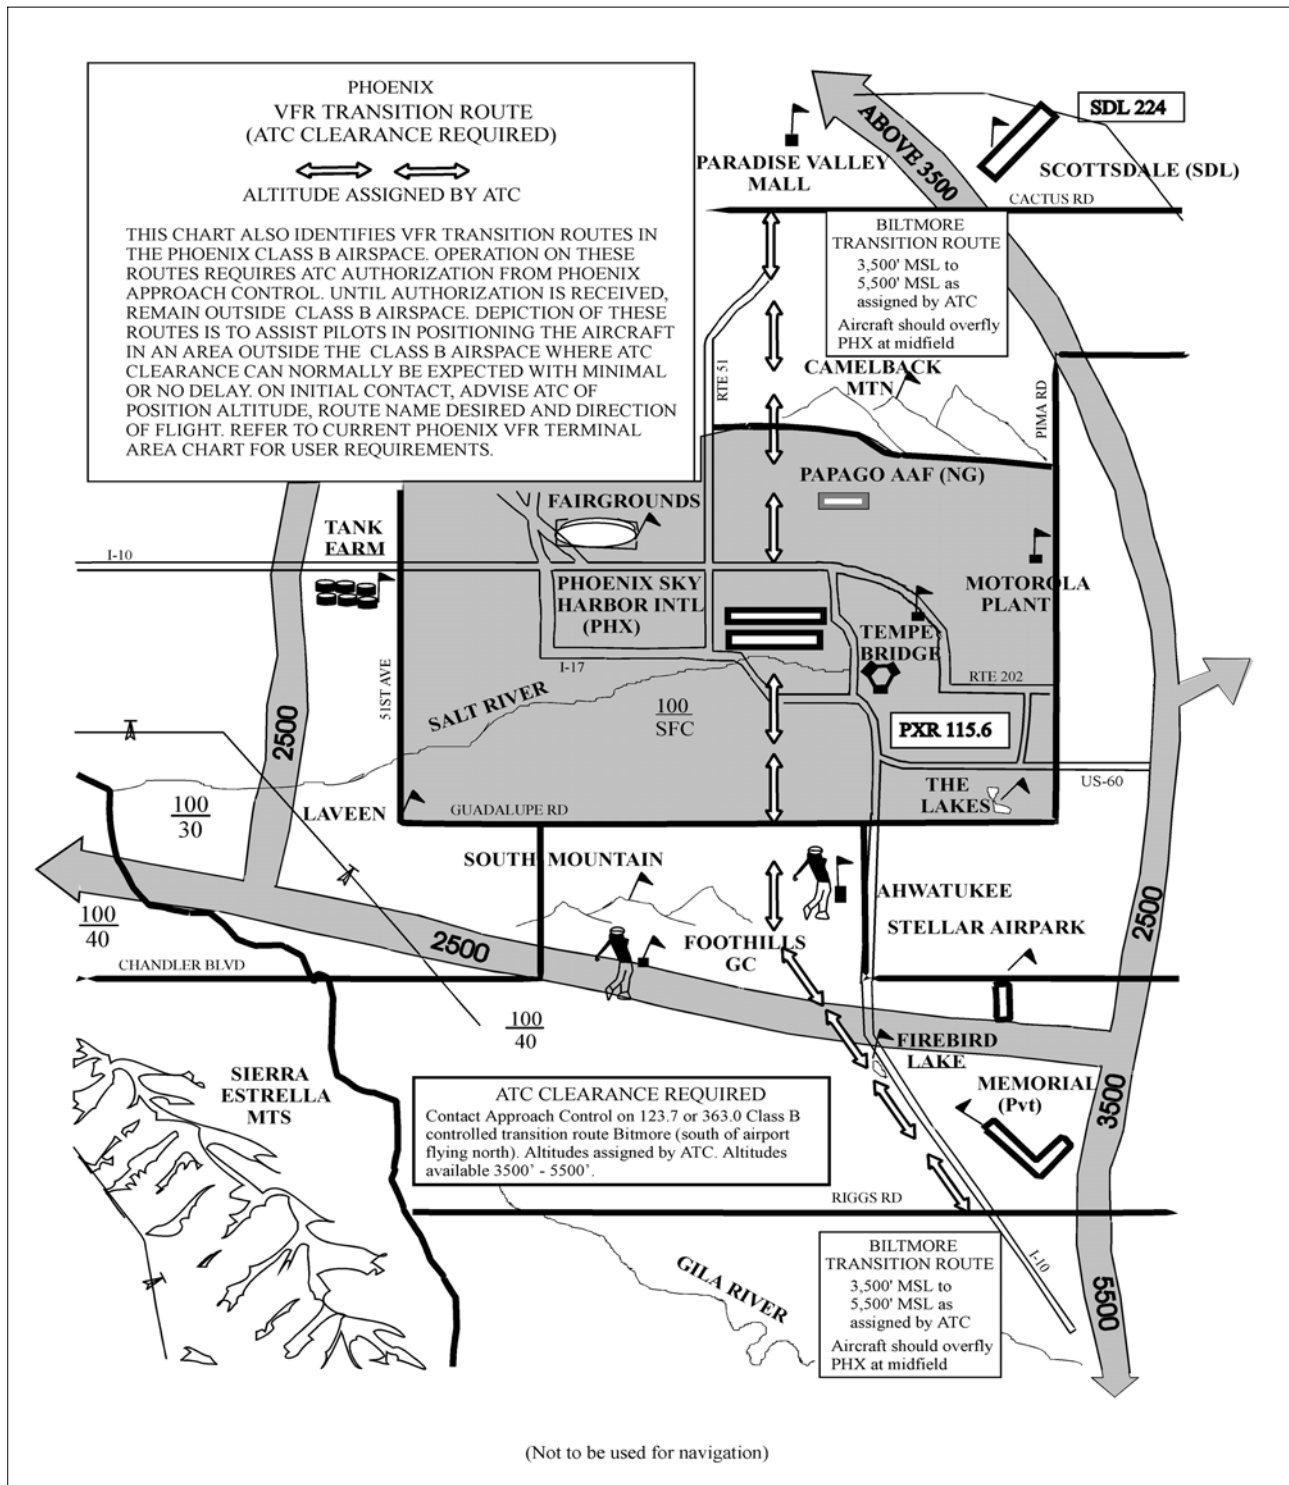 PHOENIX
VFR TRANSITION ROUTE
(ATC CLEARANCE REQUIRED)
ALTITUDE ASSIGNED BY ATC
THIS CHART ALSO IDENTIFIES VFR TRANSITION ROUTES IN
THE PHOENIX CLASS B AIRSPACE. OPERATION ON THESE
ROUTES REQUIRES ATC AUTHORIZATION FROM PHOENIX
APPROACH CONTROL. UNTIL AUTHORIZATION IS RECEIVED,
REMAIN OUTSIDE CLASS B AIRSPACE. DEPICTION OF THESE
ROUTES IS TO ASSIST PILOTS IN POSITIONING THE AIRCRAFT
IN AN AREA OUTSIDE THE CLASS B AIRSPACE WHERE ATC
CLEARANCE CAN NORMALLY BE EXPECTED WITH MINIMAL
OR NO DELAY. ON INITIAL CONTACT, ADVISE ATC OF
POSITION ALTITUDE, ROUTE NAME DESIRED AND DIRECTION
OF FLIGHT. REFER TO CURRENT PHOENIX VFR TERMINAL
AREA CHART FOR USER REQUIREMENTS.
ABOVE 3500
SDL 224
PARADISE VALLEY
MALL
SCOTTSDALE (SDL)
CACTUS RD
BILTMORE
TRANSITION ROUTE
3,500' MSL to
5,500' MSL as
assigned by ATC
Aircraft should overfly
PHX at midfield
RTE 51
CAMELBACK
MTN
PIMA RD
PAPAGO AAF (NG)
FAIRGROUNDS
TANK
FARM
I-10
PHOENIX SKY
HARBOR INTL
(PHX)
MOTOROLA
PLANT
TEMPE
BRIDGE
I-17
RTE 202
51ST AVE
SALT RIVER
100
SFC
PXR 115.6
2500
US-60
THE
LAKES
100
30
LAVEEN
GUADALUPE RD
SOUTH MOUNTAIN
AHWATUKEE
STELLAR AIRPARK
2500
100
40
2500
FOOTHILLS
GC
CHANDLER BLVD
100
40
FIREBIRD
LAKE
SIERRA
ESTRELLA
MTS
MEMORIAL
(Pvt)
3500
ATC CLEARANCE REQUIRED
Contact Approach Control on 123.7 or 363.0 Class B
controlled transition route Bitmore (south of airport
flying north). Altitudes assigned by ATC. Altitudes
available 3500’ - 5500’.
RIGGS RD
I-10
GILA RIVER
BILTMORE
TRANSITION ROUTE
3,500' MSL to
5,500' MSL as
assigned by ATC
Aircraft should overfly
PHX at midfield
5500
(Not to be used for navigation)